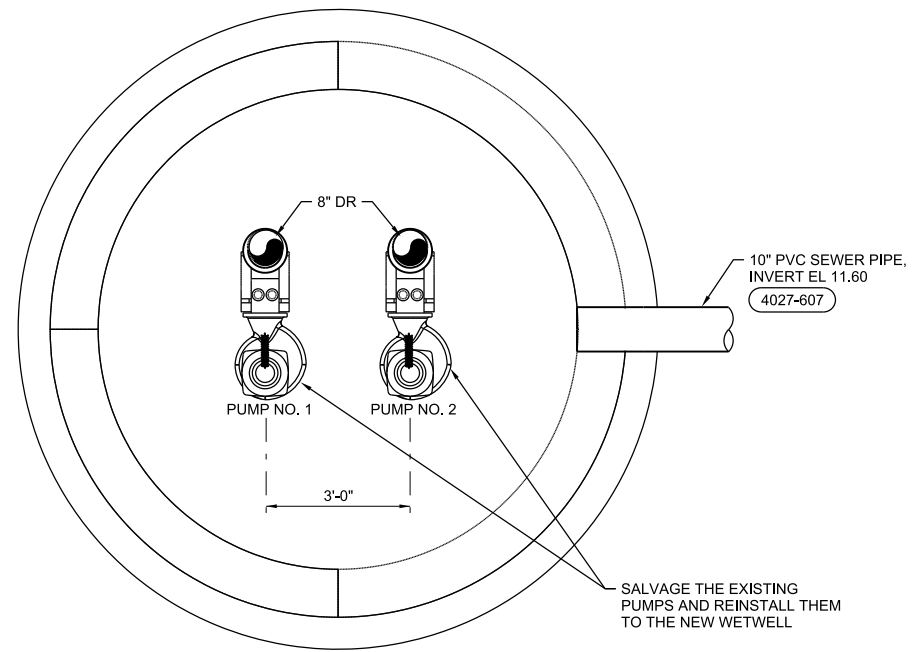 8" DR
10" PVC SEWER PIPE,
INVERT EL 11.60
4027-607
PUMP NO. 1
PUMP NO. 2
3'-0"
SALVAGE THE EXISTING
PUMPS AND REINSTALL THEM
TO THE NEW WETWELL